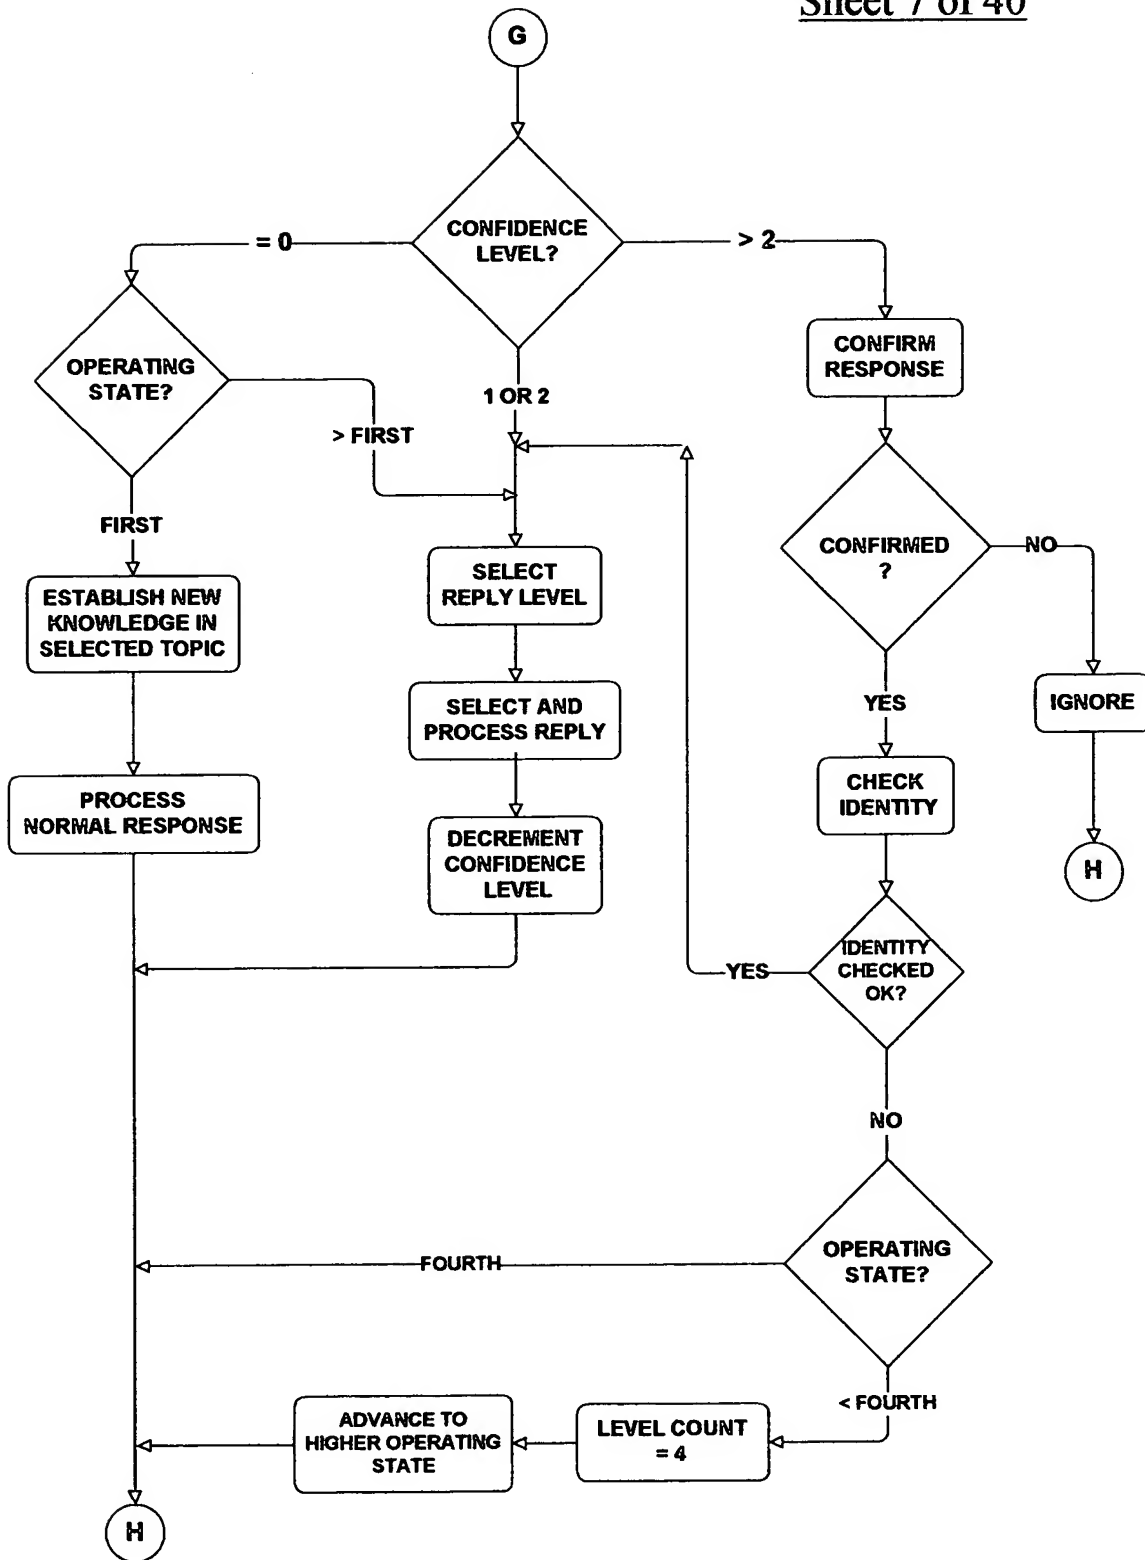 Sheet 7 of 40
G
CONFIDENCE
LEVEL?
= 0
> 2
OPERATING
STATE?
1 OR 2
> FIRST
FIRST
CONFIRM
RESPONSE
CONFIRMED
?
NO
YES
IGNORE
H
ESTABLISH NEW
KNOWLEDGE IN
SELECTED TOPIC
PROCESS
NORMAL RESPONSE
SELECT
REPLY LEVEL
SELECT AND
PROCESS REPLY
DECREMENT
CONFIDENCE
LEVEL
CHECK
IDENTITY
IDENTITY
CHECKED
OK?
YES
NO
OPERATING
STATE?
FOURTH
< FOURTH
LEVEL COUNT
= 4
ADVANCE TO
HIGHER OPERATING
STATE
H